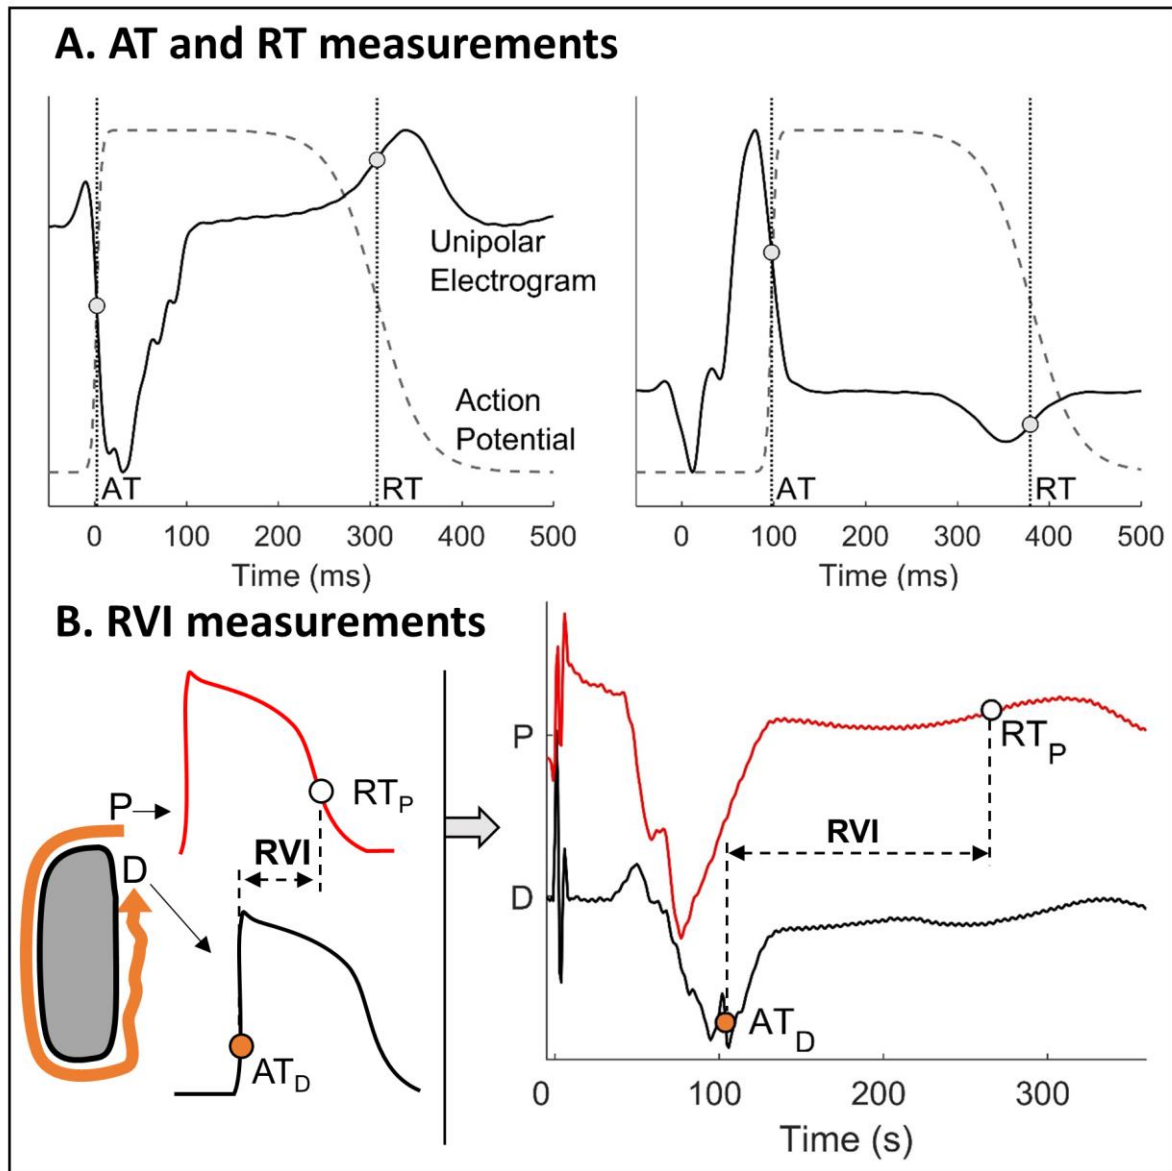 A. AT and RT measurements
Unipolar
Electrogram
Action
Potential
AT
RT
0 100 200 300 400 500
Time (ms)
AT
RT
0 100 200 300 400 500
Time (ms)
B. RVI measurements
P
D
RT_P
RVI
AT_D
P
D
RT_P
RVI
AT_D
0 100 200 300
Time (s)